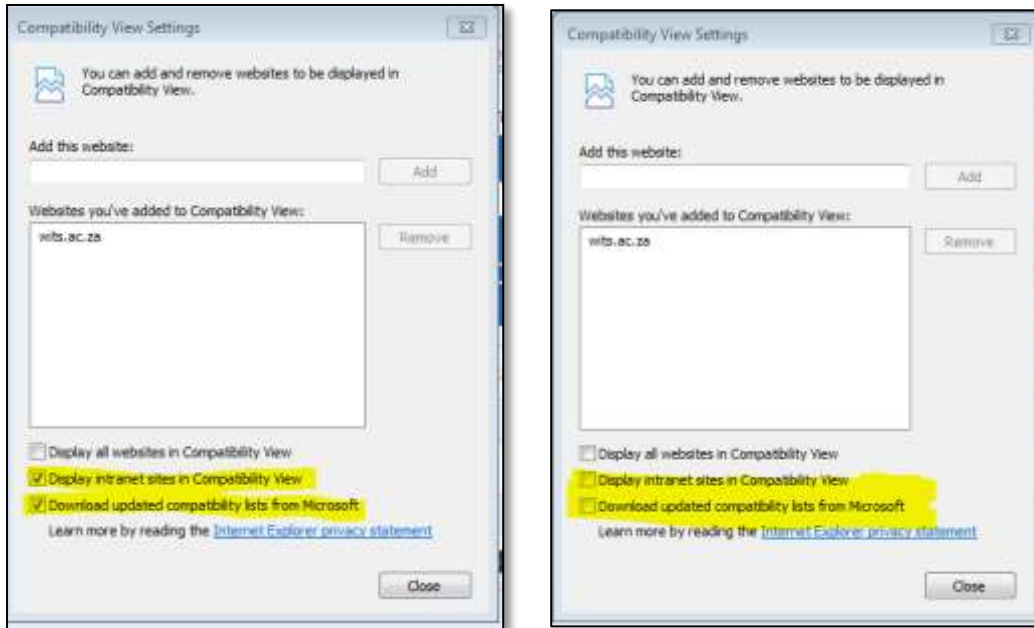 Compatibility View Settings
You can add and remove websites to be displayed in
Compatibility View.
Add this website:
Add
Websites you've added to Compatibility View:
wits.ac.za
Remove
Display all websites in Compatibility View
Display intranet sites in Compatibility View
Download updated compatibility lists from Microsoft
Learn more by reading the Internet Explorer privacy statement
Close
Compatibility View Settings
You can add and remove websites to be displayed in
Compatibility View.
Add this website:
Add
Websites you've added to Compatibility View:
wits.ac.za
Remove
Display all websites in Compatibility View
Display intranet sites in Compatibility View
Download updated compatibility lists from Microsoft
Learn more by reading the Internet Explorer privacy statement
Close